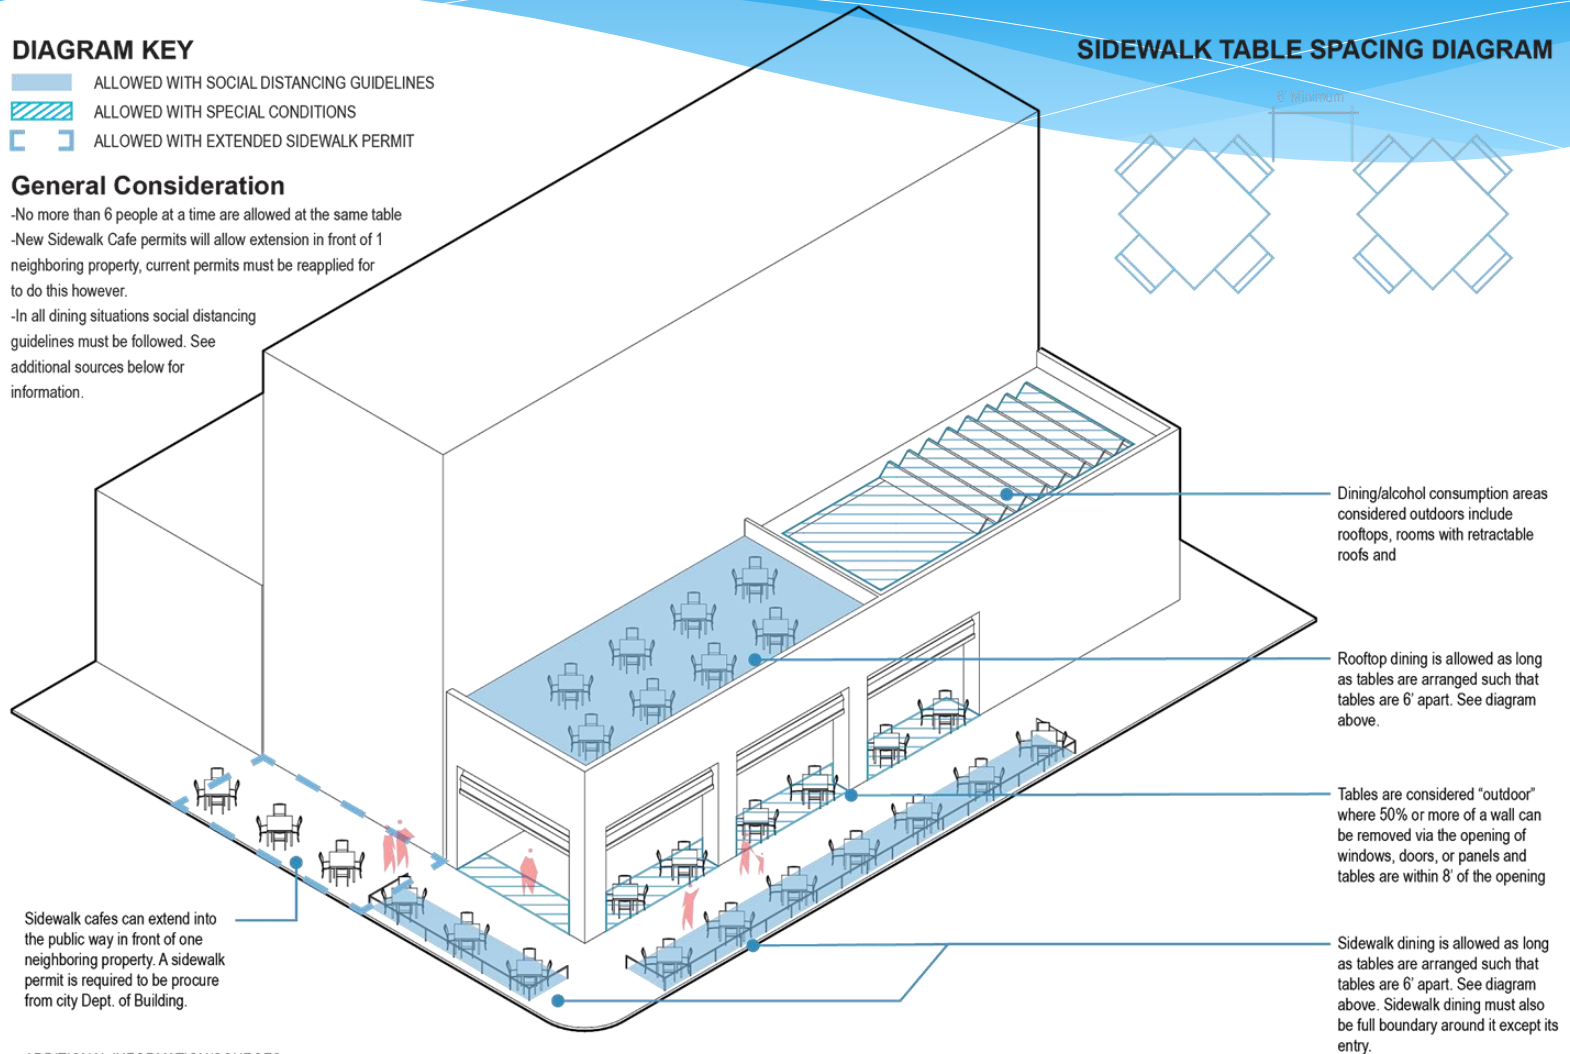 DIAGRAM KEY
ALLOWED WITH SOCIAL DISTANCING GUIDELINES
ALLOWED WITH SPECIAL CONDITIONS
ALLOWED WITH EXTENDED SIDEWALK PERMIT
General Consideration
-No more than 6 people at a time are allowed at the same table
-New Sidewalk Cafe permits will allow extension in front of 1
neighboring property, current permits must be reapplied for
to do this however.
-In all dining situations social distancing
guidelines must be followed. See
additional sources below for
information.
SIDEWALK TABLE SPACING DIAGRAM
6' Minimum
Dining/alcohol consumption areas
considered outdoors include
rooftops, rooms with retractable
roofs and
Rooftop dining is allowed as long
as tables are arranged such that
tables are 6' apart. See diagram
above.
Tables are considered “outdoor”
where 50% or more of a wall can
be removed via the opening of
windows, doors, or panels and
tables are within 8' of the opening
Sidewalk dining is allowed as long
as tables are arranged such that
tables are 6' apart. See diagram
above. Sidewalk dining must also
be full boundary around it except its
entry.
Sidewalk cafes can extend into
the public way in front of one
neighboring property. A sidewalk
permit is required to be procure
from city Dept. of Building.